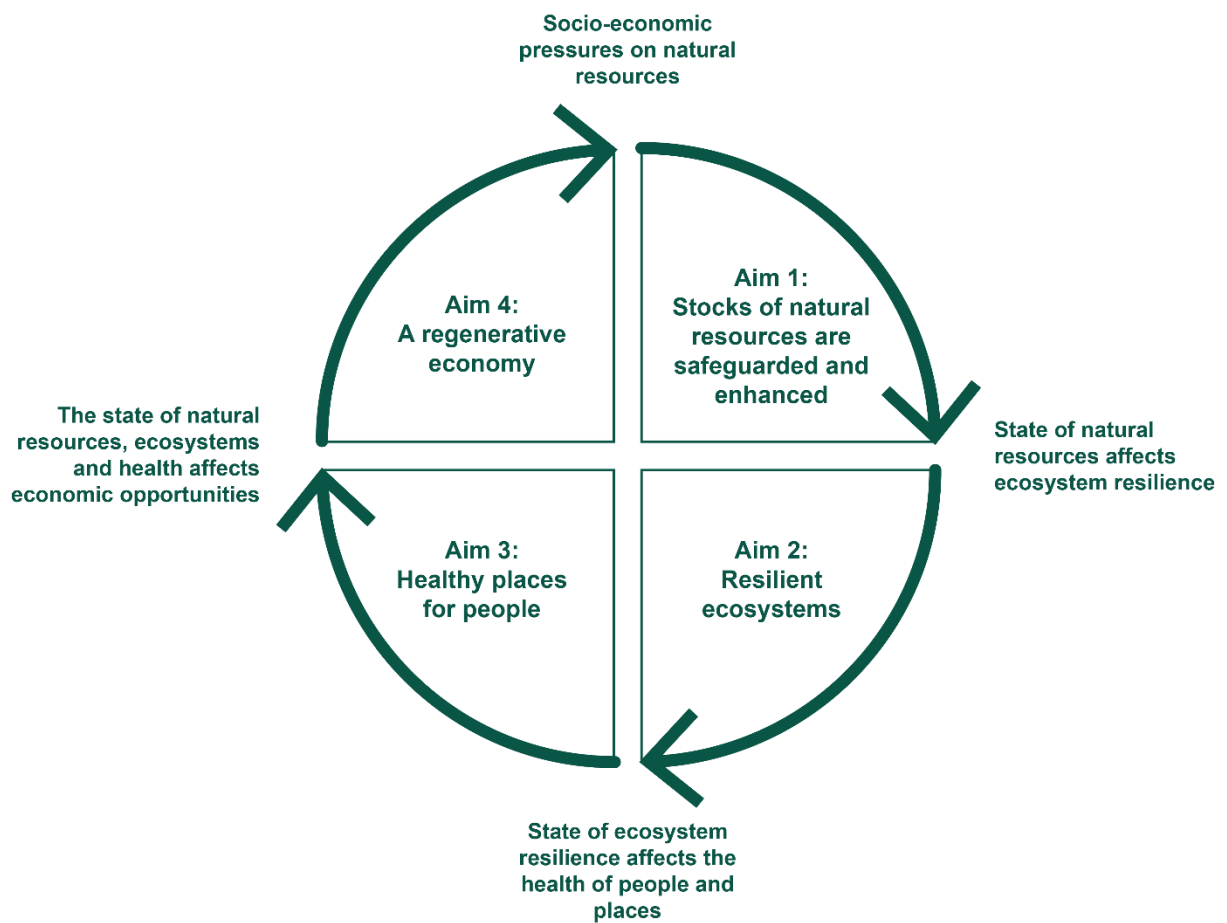 Socio-economic
pressures on natural
resources
Aim 4:
A regenerative
economy
Aim 1:
Stocks of natural
resources are
safeguarded and
enhanced
The state of natural
resources, ecosystems
and health affects
economic opportunities
State of natural
resources affects
ecosystem resilience
Aim 3:
Healthy places
for people
Aim 2:
Resilient
ecosystems
State of ecosystem
resilience affects the
health of people and
places